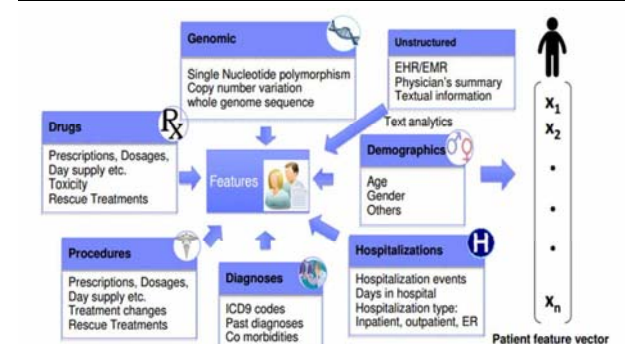 Genomic
Single Nucleotide polymorphism
Copy number variation
whole genome sequence
Unstructured
EHR/EMR
Physician's summary
Textual information
Text analytics
Drugs
Rx
Prescriptions, Dosages,
Day supply etc.
Toxicity
Rescue Treatments
Features
Demographics
Age
Gender
Others
Procedures
Prescriptions, Dosages,
Day supply etc.
Treatment changes
Rescue Treatments
Diagnoses
ICD9 codes
Past diagnoses
Co morbidities
Hospitalizations
H
Hospitalization events
Days in hospital
Hospitalization type:
Inpatient, outpatient, ER
x1
x2
.
.
.
xn
Patient feature vector